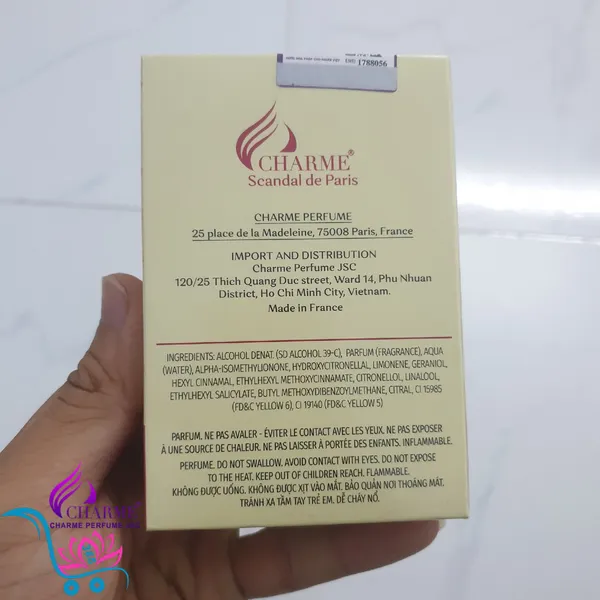 1788056
CHARME®
Scandal de Paris
CHARME PERFUME
25 place de la Madeleine, 75008 Paris, France
IMPORT AND DISTRIBUTION
Charme Perfume JSC
120/25 Thich Quang Duc street, Ward 14, Phu Nhuan
District, Ho Chi Minh City, Vietnam.
Made in France
INGREDIENTS: ALCOHOL DENAT. (SD ALCOHOL 39-C), PARFUM (FRAGRANCE), AQUA
(WATER), ALPHA-ISOMETHYLIONONE, HYDROXYCITRONELLAL, LIMONENE, GERANIOL,
HEXYL CINNAMAL, ETHYLHEXYL METHOXYCINNAMATE, CITRONELLOL, LINALOOL,
ETHYLHEXYL SALICYLATE, BUTYL METHOXYDIBENZOYLMETHANE, CITRAL, CI 15985
(FD&C YELLOW 6), CI 19140 (FD&C YELLOW 5)
PARFUM. NE PAS AVALER - ÉVITER LE CONTACT AVEC LES YEUX. NE PAS EXPOSER
À UNE SOURCE DE CHALEUR. NE PAS LAISSER À PORTÉE DES ENFANTS. INFLAMMABLE.
PERFUME. DO NOT SWALLOW. AVOID CONTACT WITH EYES. DO NOT EXPOSE
TO THE HEAT. KEEP OUT OF CHILDREN REACH. FLAMMABLE.
KHÔNG ĐƯỢC UỐNG. KHÔNG ĐƯỢC XỊT VÀO MẮT. BẢO QUẢN NƠI THOÁNG MÁT.
TRÁNH XA TẦM TAY TRẺ EM. DỄ CHÁY NỔ.
CHARME
CHARME PERFUME